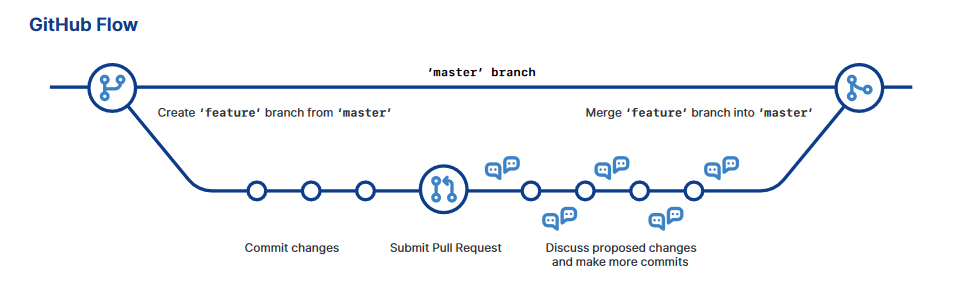 GitHub Flow
‘master’ branch
Create ‘feature’ branch from ‘master’
Merge ‘feature’ branch into ‘master’
Commit changes
Submit Pull Request
Discuss proposed changes
and make more commits